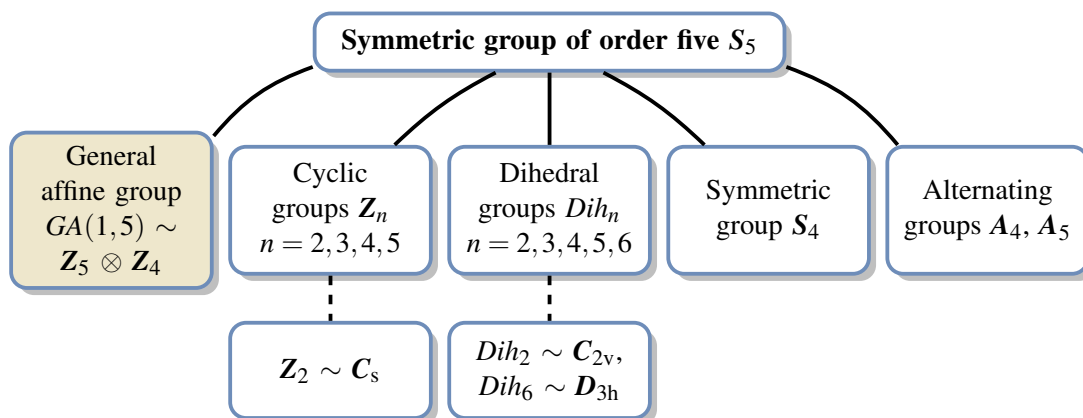 Symmetric group of order five S₅
General
affine group
GA(1,5) ∼
Z₅ ⊗ Z₄
Cyclic
groups Zₙ
n = 2,3,4,5
Dihedral
groups Dihₙ
n = 2,3,4,5,6
Symmetric
group S₄
Alternating
groups A₄, A₅
Z₂ ∼ Cₛ
Dih₂ ∼ C₂ᵥ,
Dih₆ ∼ D₃ₕ